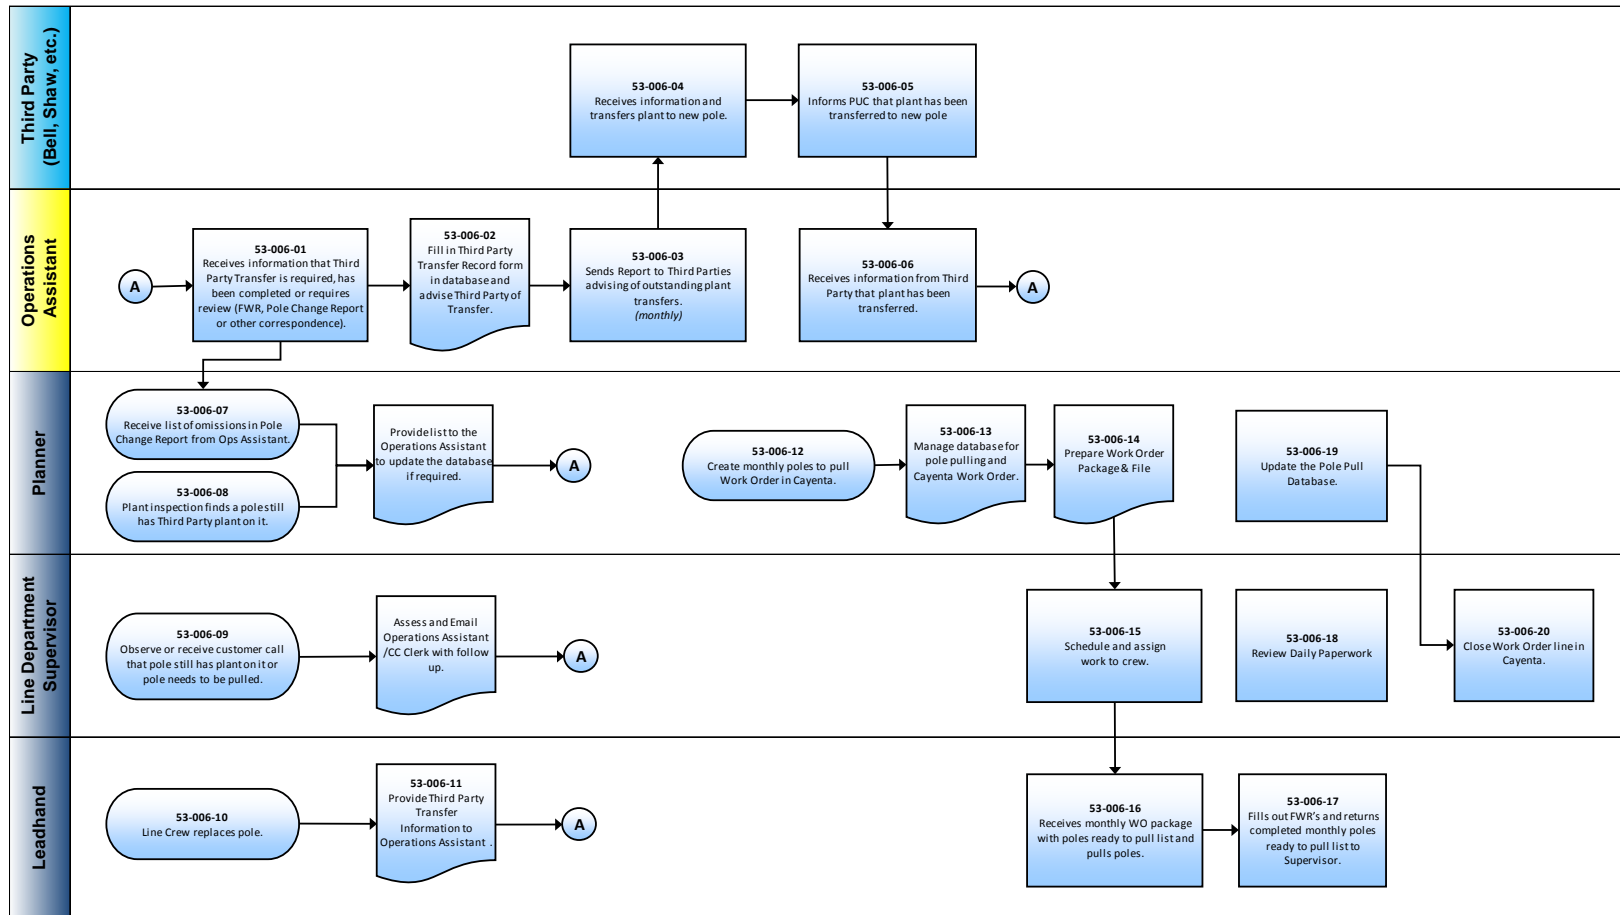 Third Party
(Bell, Shaw, etc.)
53-006-04
Receives information and
transfers plant to new pole.
53-006-05
Informs PUC that plant has been
transferred to new pole
Operations
Assistant
A
53-006-01
Receives information that Third
Party Transfer is required, has
been completed or requires
review (FWR, Pole Change Report
or other correspondence).
53-006-02
Fill in Third Party
Transfer Record form
in database and
advise Third Party of
Transfer.
53-006-03
Sends Report to Third Parties
advising of outstanding plant
transfers.
(monthly)
53-006-06
Receives information from Third
Party that plant has been
transferred.
A
Planner
53-006-07
Receive list of omissions in Pole
Change Report from Ops Assistant.
53-006-08
Plant inspection finds a pole still
has Third Party plant on it.
Provide list to the
Operations Assistant
to update the database
if required.
A
53-006-12
Create monthly poles to pull
Work Order in Cayenta.
53-006-13
Manage database for
pole pulling and
Cayenta Work Order.
53-006-14
Prepare Work Order
Package & File
53-006-19
Update the Pole Pull
Database.
Line Department
Supervisor
53-006-09
Observe or receive customer call
that pole still has plant on it or
pole needs to be pulled.
Assess and Email
Operations Assistant
/CC Clerk with follow
up.
A
53-006-15
Schedule and assign
work to crew.
53-006-18
Review Daily Paperwork
53-006-20
Close Work Order line in
Cayenta.
Leadhand
53-006-10
Line Crew replaces pole.
53-006-11
Provide Third Party
Transfer
Information to
Operations Assistant .
A
53-006-16
Receives monthly WO package
with poles ready to pull list and
pulls poles.
53-006-17
Fills out FWR's and returns
completed monthly poles
ready to pull list to
Supervisor.